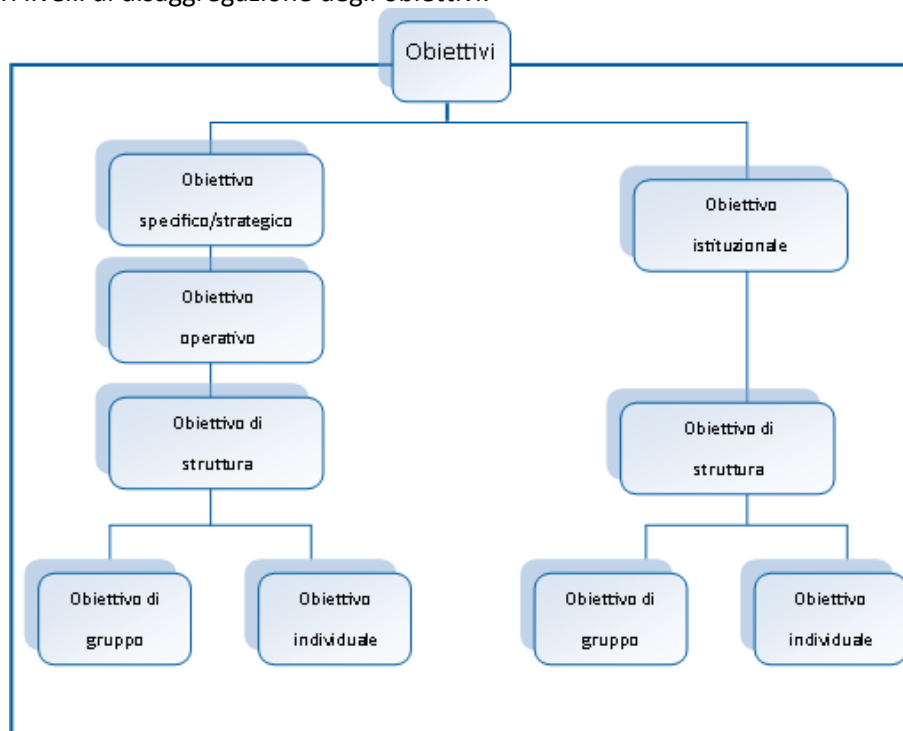 livelli di disaggregazione degli obiettivi.
Obiettivi
Obiettivo
specifico/strategico
Obiettivo
istituzionale
Obiettivo
operativo
Obiettivo di
struttura
Obiettivo di
struttura
Obiettivo di
gruppo
Obiettivo
individuale
Obiettivo di
gruppo
Obiettivo
individuale